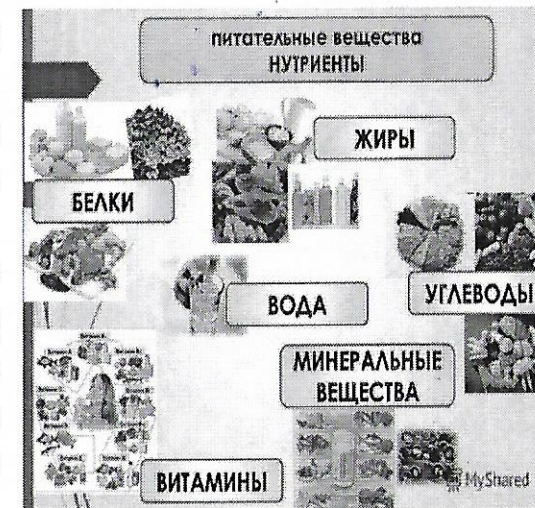 питательные вещества
НУТРИЕНТЫ
ЖИРЫ
БЕЛКИ
ВОДА
УГЛЕВОДЫ
МИНЕРАЛЬНЫЕ
ВЕЩЕСТВА
ВИТАМИНЫ
MyShared